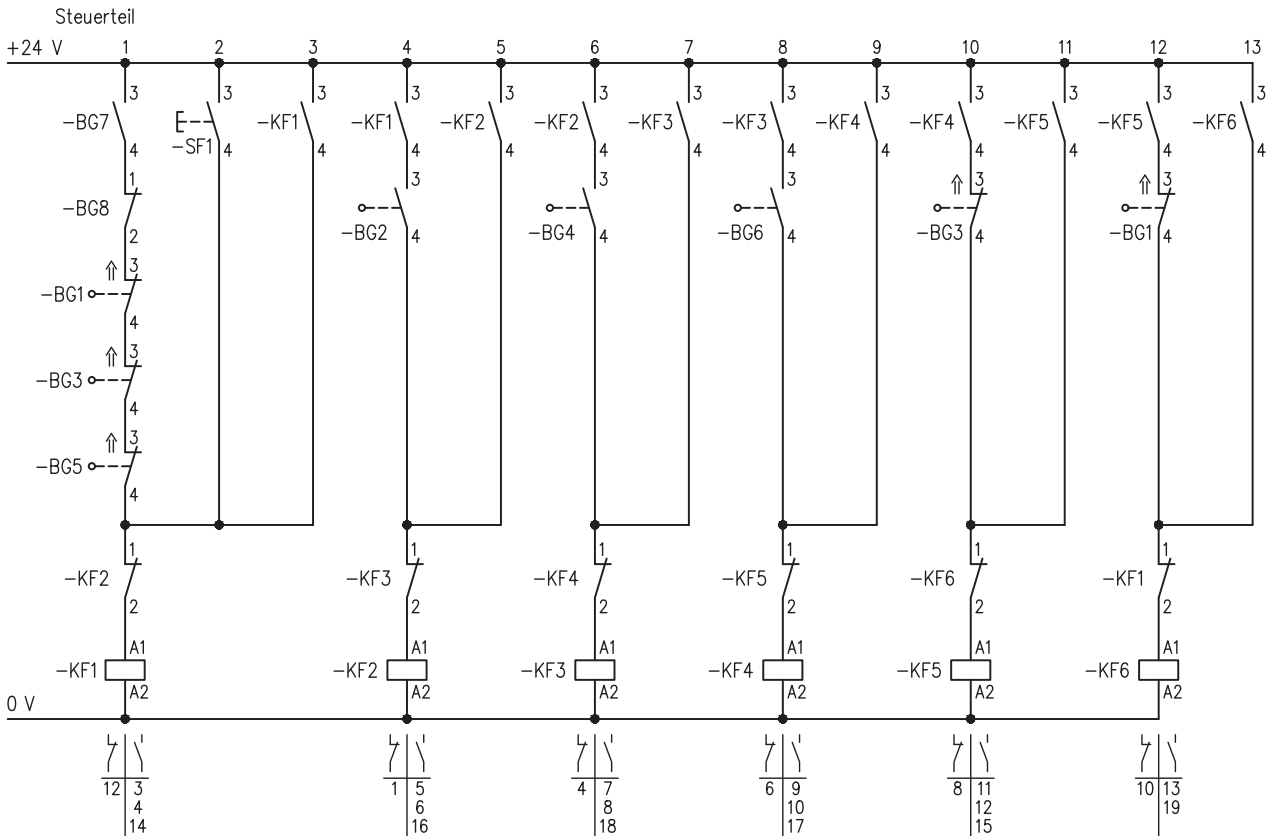 Steuerteil
+24 V 1 2 3 4 5 6 7 8 9 10 11 12 13
3 3 3 3 3 3 3 3 3 3 3 3 3
-BG7 -SF1 -KF1 -KF1 -KF2 -KF2 -KF3 -KF3 -KF4 -KF4 -KF5 -KF5 -KF6
4 4 4 4 4 4 4 4 4 4 4 4 4
1 3 3 3 3 3
-BG8 -BG2 -BG4 -BG6 -BG3 -BG1
2 4 4 4 4 4
3
-BG1
4
3
-BG3
4
3
-BG5
4
1 1 1 1 1 1
-KF2 -KF3 -KF4 -KF5 -KF6 -KF1
2 2 2 2 2 2
A1 A1 A1 A1 A1 A1
-KF1 -KF2 -KF3 -KF4 -KF5 -KF6
A2 A2 A2 A2 A2 A2
0 V
12 3 1 5 4 7 6 9 8 11 10 13
4 6 8 10 12 19
14 16 18 17 15